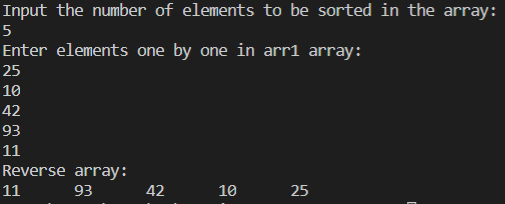 Input the number of elements to be sorted in the array:
5
Enter elements one by one in arr1 array:
25
10
42
93
11
Reverse array:
11 93 42 10 25